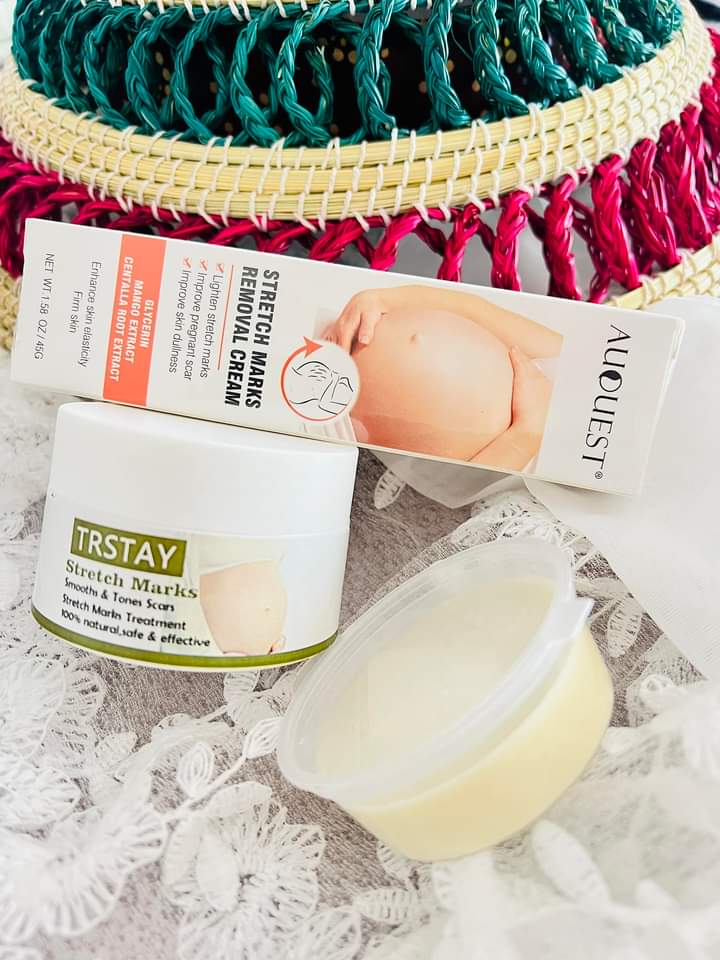 AUQUEST®
STRETCH MARKS
REMOVAL CREAM
Lighten stretch marks
Improve pregnant scar
Improve skin dullness
GLYCERIN
MANGO EXTRACT
CENTALLA ROOT EXTRACT
Enhance skin elasticity
Firm skin
NET WT 1.58 OZ / 45G
TRSTAY
Stretch Marks
Smooths & Tones Scars
Stretch Marks Treatment
100% natural,safe & effective